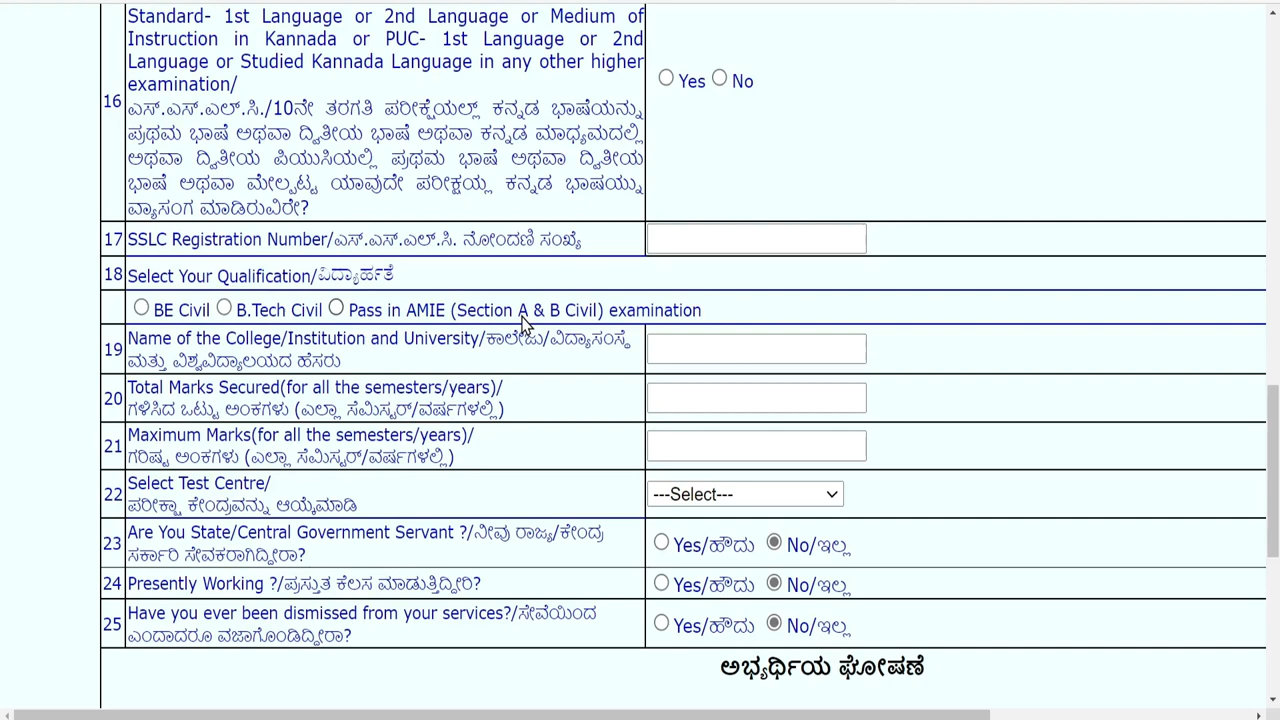 Standard- 1st Language or 2nd Language or Medium of
Instruction in Kannada or PUC- 1st Language or 2nd
Language or Studied Kannada Language in any other higher
examination/
16
ಎಸ್.ಎಸ್.ಎಲ್.ಸಿ./10ನೇ ತರಗತಿ ಪರೀಕ್ಷೆಯಲ್ಲಿ ಕನ್ನಡ ಭಾಷೆಯನ್ನು
ಪ್ರಥಮ ಭಾಷೆ ಅಥವಾ ದ್ವಿತೀಯ ಭಾಷೆ ಅಥವಾ ಕನ್ನಡ ಮಾಧ್ಯಮದಲ್ಲಿ
ಅಥವಾ ದ್ವಿತೀಯ ಪಿಯುಸಿಯಲ್ಲಿ ಪ್ರಥಮ ಭಾಷೆ ಅಥವಾ ದ್ವಿತೀಯ
ಭಾಷೆ ಅಥವಾ ಮೇಲ್ಪಟ್ಟ ಯಾವುದೇ ಪರೀಕ್ಷೆಯಲ್ಲಿ ಕನ್ನಡ ಭಾಷೆಯನ್ನು
ವ್ಯಾಸಂಗ ಮಾಡಿರುವಿರೇ?
Yes No
17 SSLC Registration Number/ಎಸ್.ಎಸ್.ಎಲ್.ಸಿ. ನೋಂದಣಿ ಸಂಖ್ಯೆ
18 Select Your Qualification/ವಿದ್ಯಾರ್ಹತೆ
BE Civil B.Tech Civil Pass in AMIE (Section A & B Civil) examination
19 Name of the College/Institution and University/ಕಾಲೇಜು/ವಿದ್ಯಾಸಂಸ್ಥೆ
ಮತ್ತು ವಿಶ್ವವಿದ್ಯಾಲಯದ ಹೆಸರು
20 Total Marks Secured(for all the semesters/years)/
ಗಳಿಸಿದ ಒಟ್ಟು ಅಂಕಗಳು (ಎಲ್ಲಾ ಸೆಮಿಸ್ಟರ್/ವರ್ಷಗಳಲ್ಲಿ)
21 Maximum Marks(for all the semesters/years)/
ಗರಿಷ್ಟ ಅಂಕಗಳು (ಎಲ್ಲಾ ಸೆಮಿಸ್ಟರ್/ವರ್ಷಗಳಲ್ಲಿ)
22 Select Test Centre/
ಪರೀಕ್ಷಾ ಕೇಂದ್ರವನ್ನು ಆಯ್ಕೆಮಾಡಿ
---Select---
23 Are You State/Central Government Servant ?/ನೀವು ರಾಜ್ಯ/ಕೇಂದ್ರ
ಸರ್ಕಾರಿ ಸೇವಕರಾಗಿದ್ದೀರಾ?
Yes/ಹೌದು No/ಇಲ್ಲ
24 Presently Working ?/ಪ್ರಸ್ತುತ ಕೆಲಸ ಮಾಡುತ್ತಿದ್ದೀರಿ?
Yes/ಹೌದು No/ಇಲ್ಲ
25 Have you ever been dismissed from your services?/ಸೇವೆಯಿಂದ
ಎಂದಾದರೂ ವಜಾಗೊಂಡಿದ್ದೀರಾ?
Yes/ಹೌದು No/ಇಲ್ಲ
ಅಭ್ಯರ್ಥಿಯ ಘೋಷಣೆ